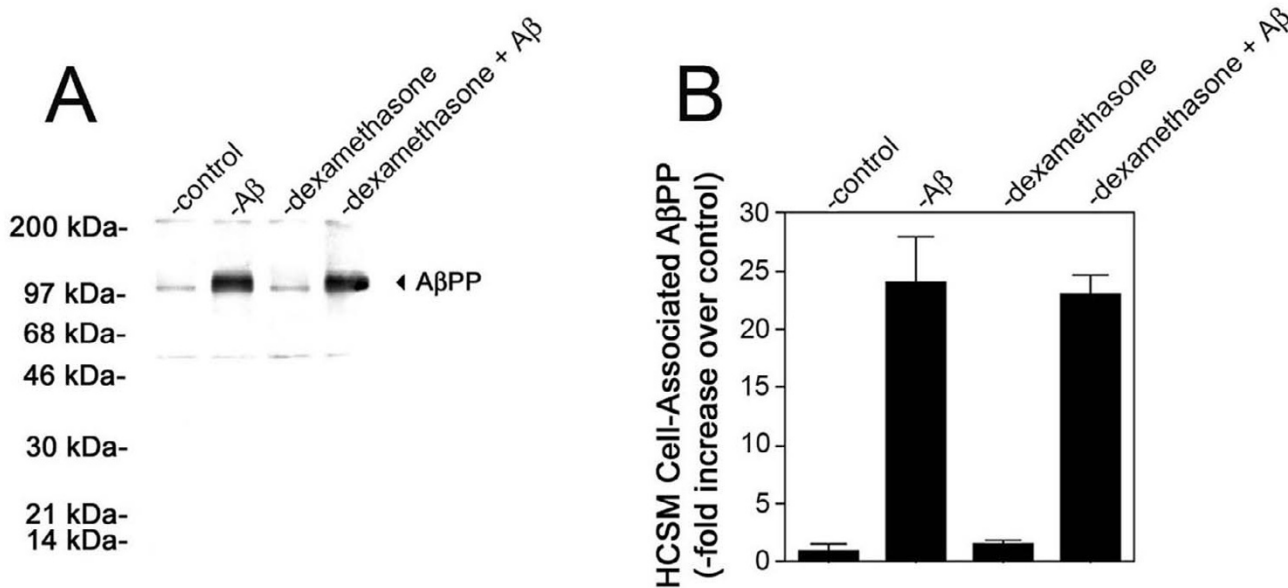 A
-control
-Aβ
-dexamethasone
-dexamethasone + Aβ
200 kDa-
97 kDa-
68 kDa-
46 kDa-
30 kDa-
21 kDa-
14 kDa-
AβPP
B
-control
-Aβ
-dexamethasone
-dexamethasone + Aβ
HCSM Cell-Associated AβPP
(-fold increase over control)
30
25
20
15
10
5
0